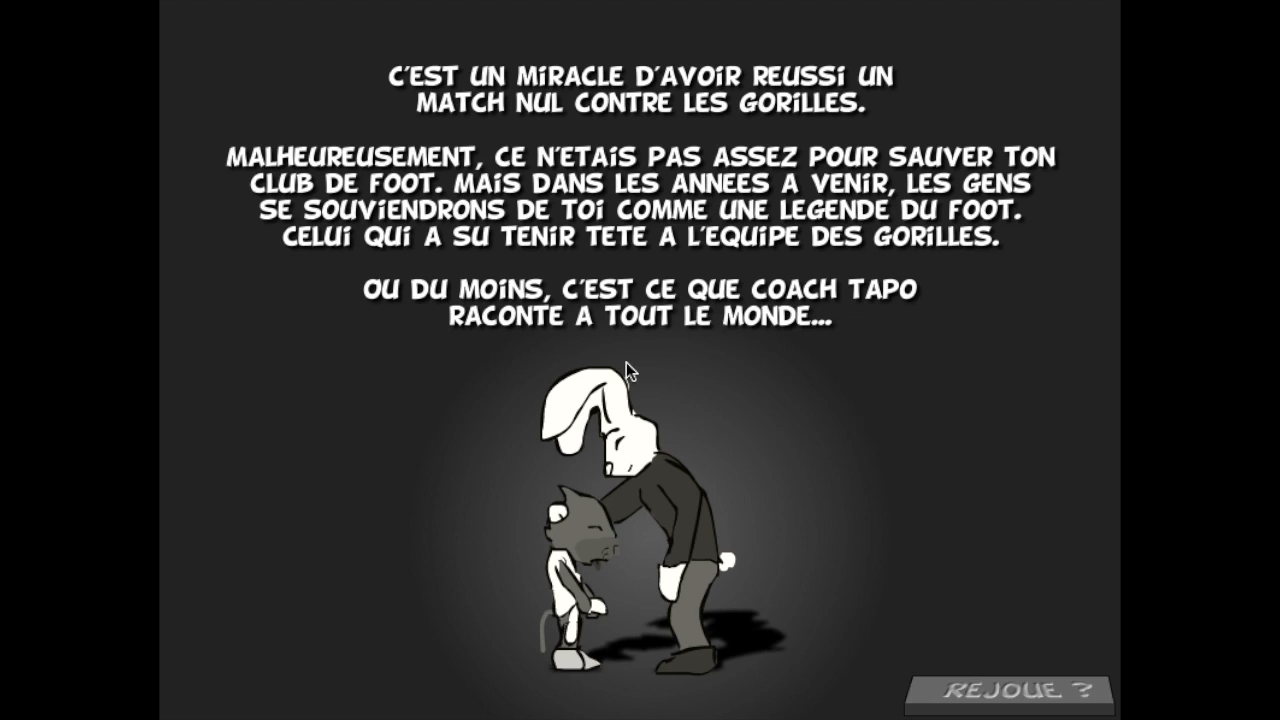 C'EST UN MIRACLE D'AVOIR REUSSI UN
MATCH NUL CONTRE LES GORILLES.
MALHEUREUSEMENT, CE N'ETAIS PAS ASSEZ POUR SAUVER TON
CLUB DE FOOT. MAIS DANS LES ANNEES A VENIR, LES GENS
SE SOUVIENDRONS DE TOI COMME UNE LEGENDE DU FOOT.
CELUI QUI A SU TENIR TETE A L'EQUIPE DES GORILLES.
OU DU MOINS, C'EST CE QUE COACH TAPO
RACONTE A TOUT LE MONDE...
REJOUE ?